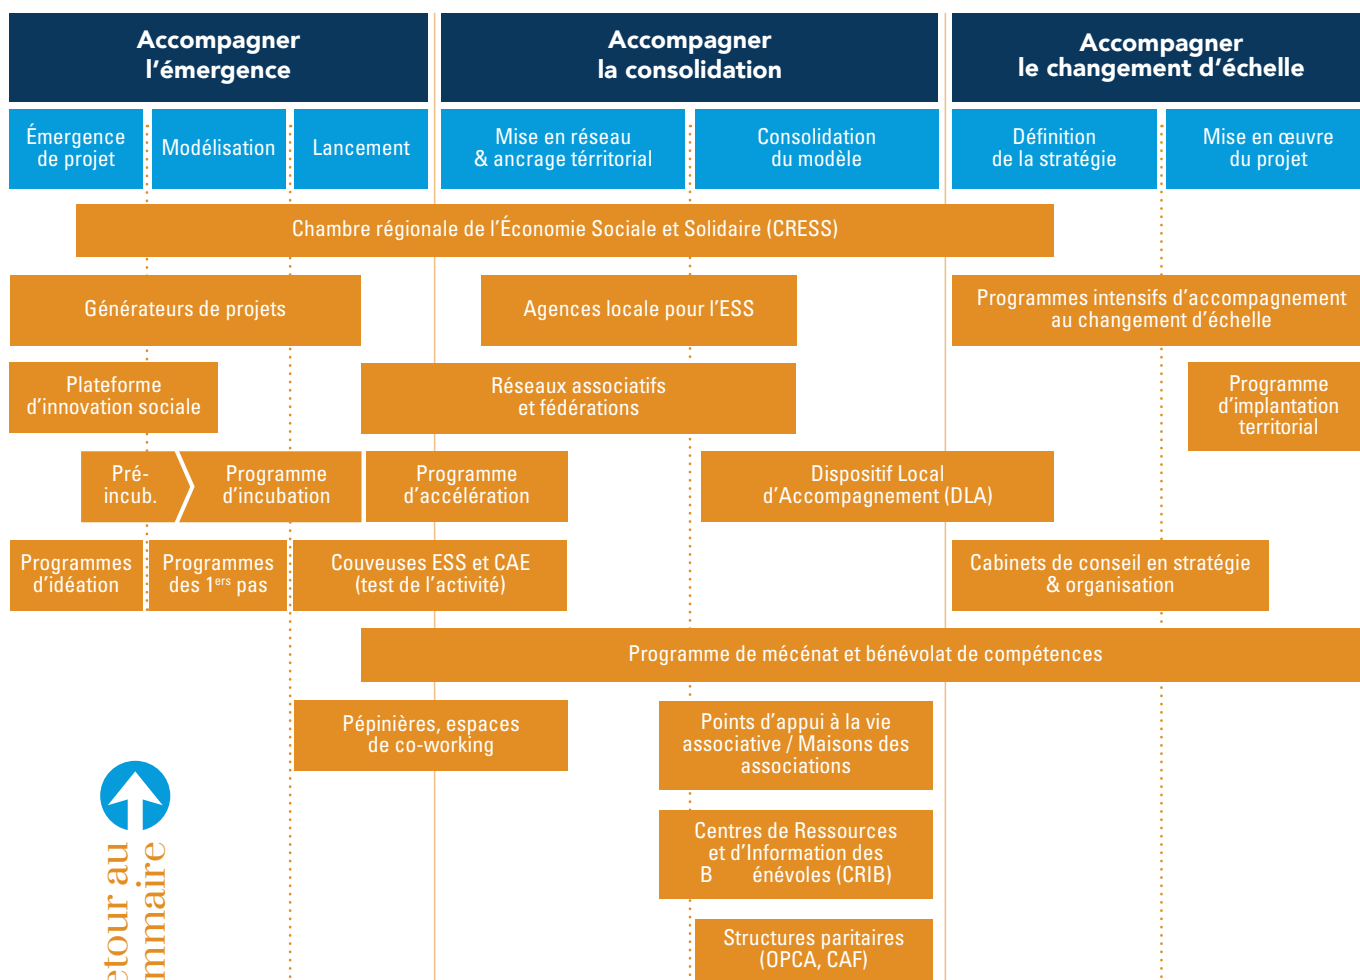 Accompagner
l’émergence
Accompagner
la consolidation
Accompagner
le changement d’échelle
Émergence
de projet
Modélisation
Lancement
Mise en réseau
& ancrage térritorial
Consolidation
du modèle
Définition
de la stratégie
Mise en œuvre
du projet
Chambre régionale de l’Économie Sociale et Solidaire (CRESS)
Générateurs de projets
Agences locale pour l’ESS
Programmes intensifs d’accompagnement
au changement d’échelle
Plateforme
d’innovation sociale
Réseaux associatifs
et fédérations
Programme
d’implantation
territorial
Pré-
incub.
Programme
d’incubation
Programme
d’accélération
Dispositif Local
d’Accompagnement (DLA)
Programmes
d’idéation
Programmes
des 1ers pas
Couveuses ESS et CAE
(test de l’activité)
Cabinets de conseil en stratégie
& organisation
Programme de mécénat et bénévolat de compétences
Pépinières, espaces
de co-working
Points d’appui à la vie
associative / Maisons des
associations
Centres de Ressources
et d’Information des
B énévoles (CRIB)
Structures paritaires
(OPCA, CAF)
etour au
mmaire